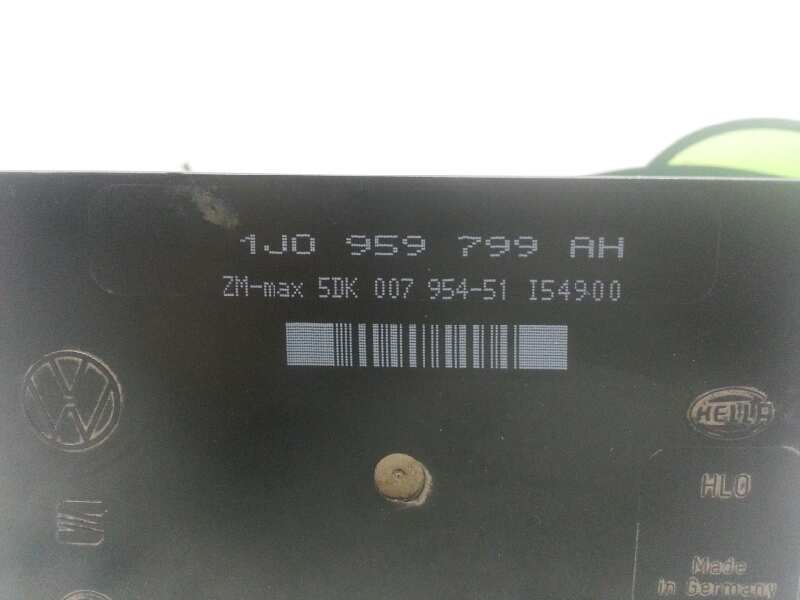 1J0 959 799 AH
ZM-max 5DK 007 954-51 I54900
HELLA
HLO
Made
in Germany